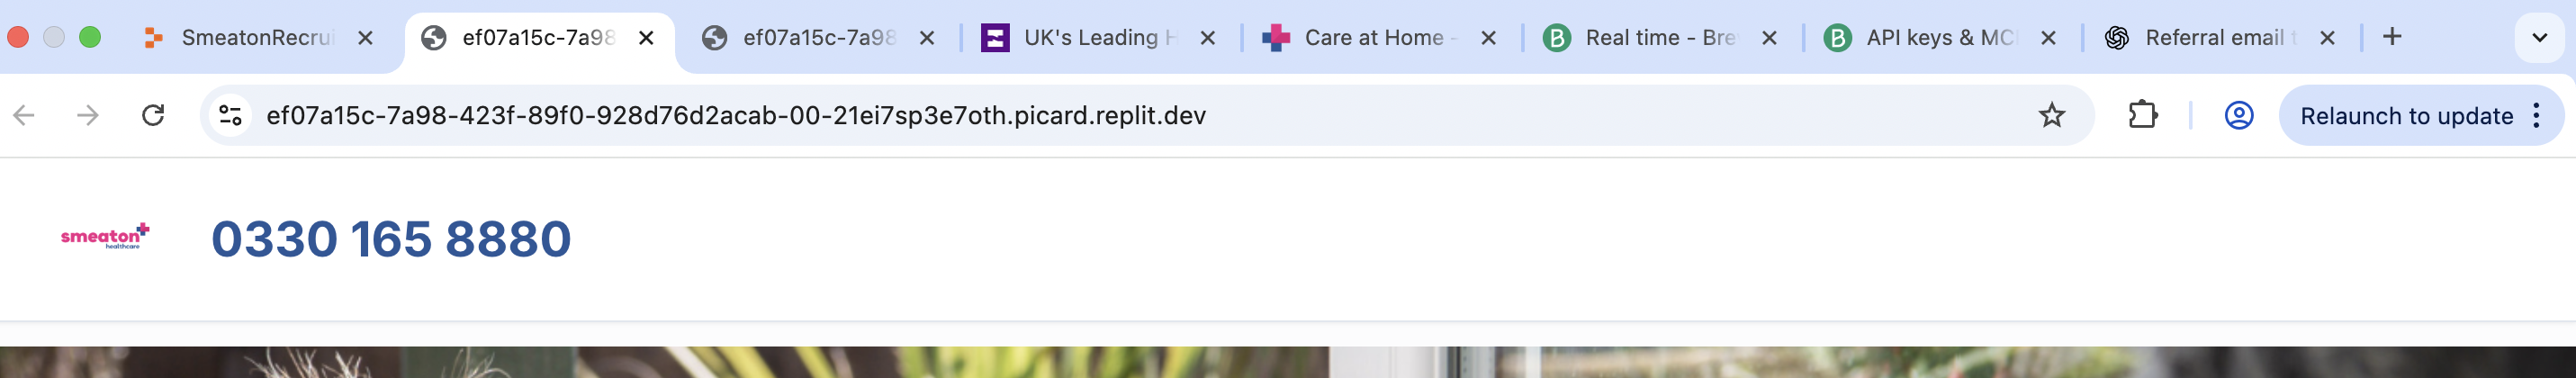 SmeatonRecrui
ef07a15c-7a98
ef07a15c-7a98
UK's Leading H
Care at Home -
Real time - Bre
API keys & MC
Referral email t
ef07a15c-7a98-423f-89f0-928d76d2acab-00-21ei7sp3e7oth.picard.replit.dev
Relaunch to update
smeaton
healthcare
0330 165 8880